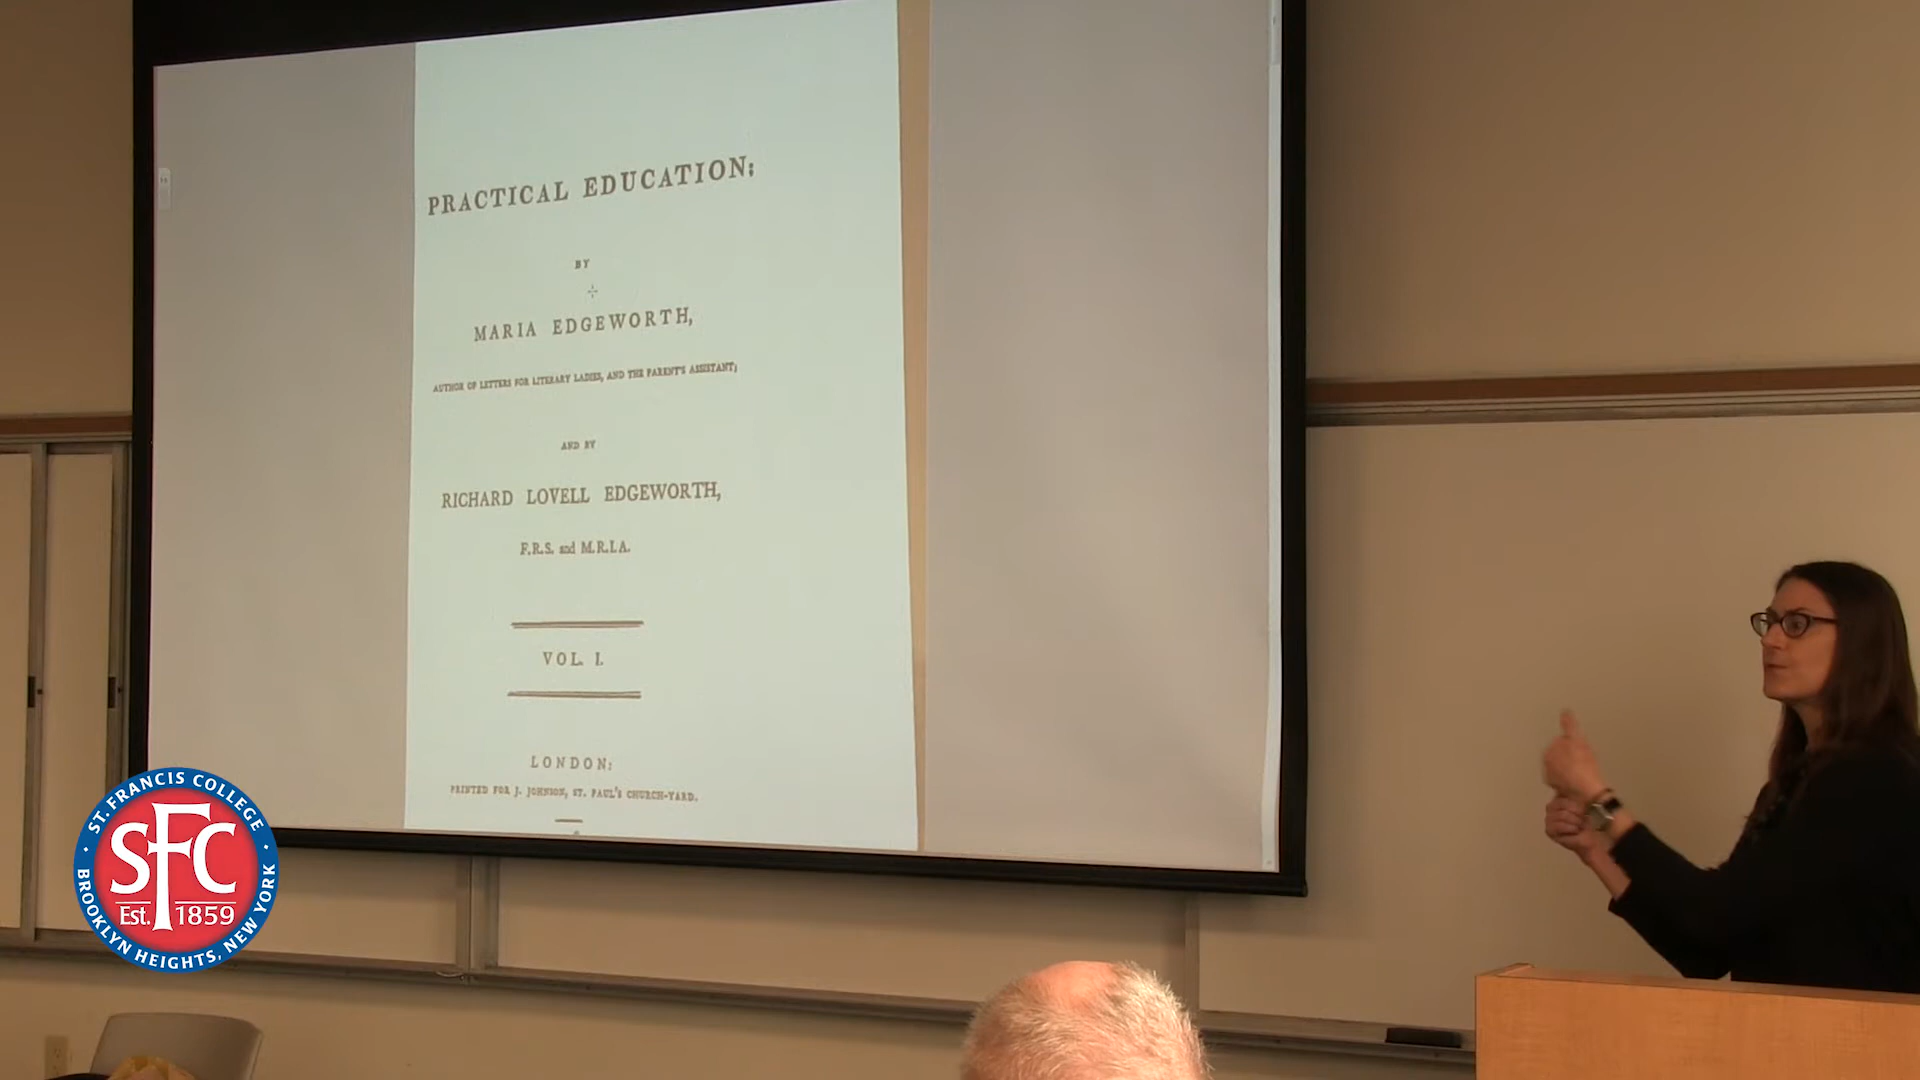 PRACTICAL EDUCATION:
BY
MARIA EDGEWORTH,
AUTHOR OF LETTERS FOR LITERARY LADIES, AND THE PARENT'S ASSISTANT;
AND BY
RICHARD LOVELL EDGEWORTH,
F.R.S. and M.R.I.A.
VOL. I.
LONDON:
PRINTED FOR J. JOHNSON, ST. PAUL'S CHURCH-YARD.
ST. FRANCIS COLLEGE
SFC
Est. 1859
BROOKLYN HEIGHTS, NEW YORK